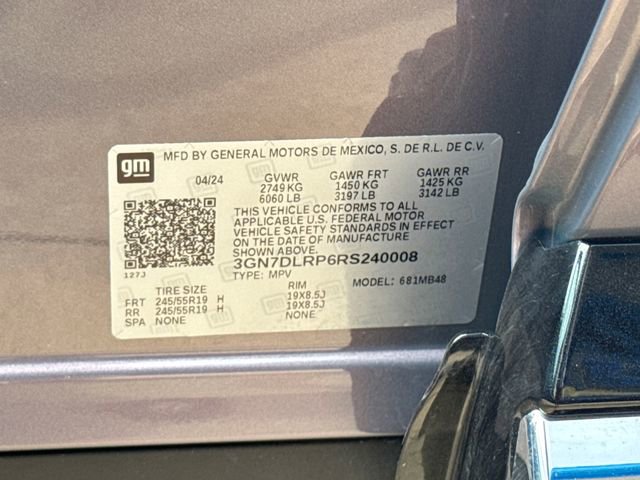 gm MFD BY GENERAL MOTORS DE MEXICO, S. DE R.L. DE C.V.
04/24 GVWR GAWR FRT GAWR RR
2749 KG 1450 KG 1425 KG
6060 LB 3197 LB 3142 LB
THIS VEHICLE CONFORMS TO ALL
APPLICABLE U.S. FEDERAL MOTOR
VEHICLE SAFETY STANDARDS IN
EFFECT ON THE DATE OF MANUFACTURE
SHOWN ABOVE.
3GN7DLRP6RS240008
127J TYPE: MPV MODEL: 681MB48
TIRE SIZE RIM
FRT 245/55R19 H 19X8.5J
RR 245/55R19 H 19X8.5J
SPA NONE NONE